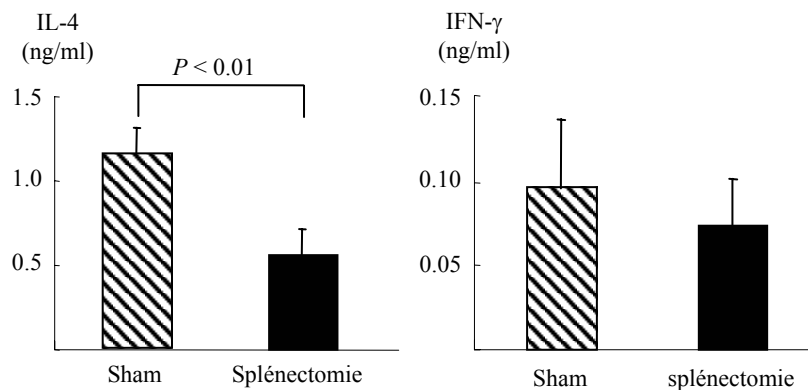 IL-4
(ng/ml)
P < 0.01
1.5
1.0
0.5
Sham Splénectomie
IFN-γ
(ng/ml)
0.15
0.10
0.05
Sham splénectomie